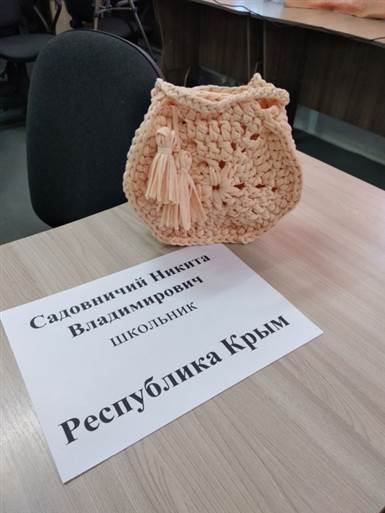 Садовничий Никита
Владимирович
школьник
Республика Крым